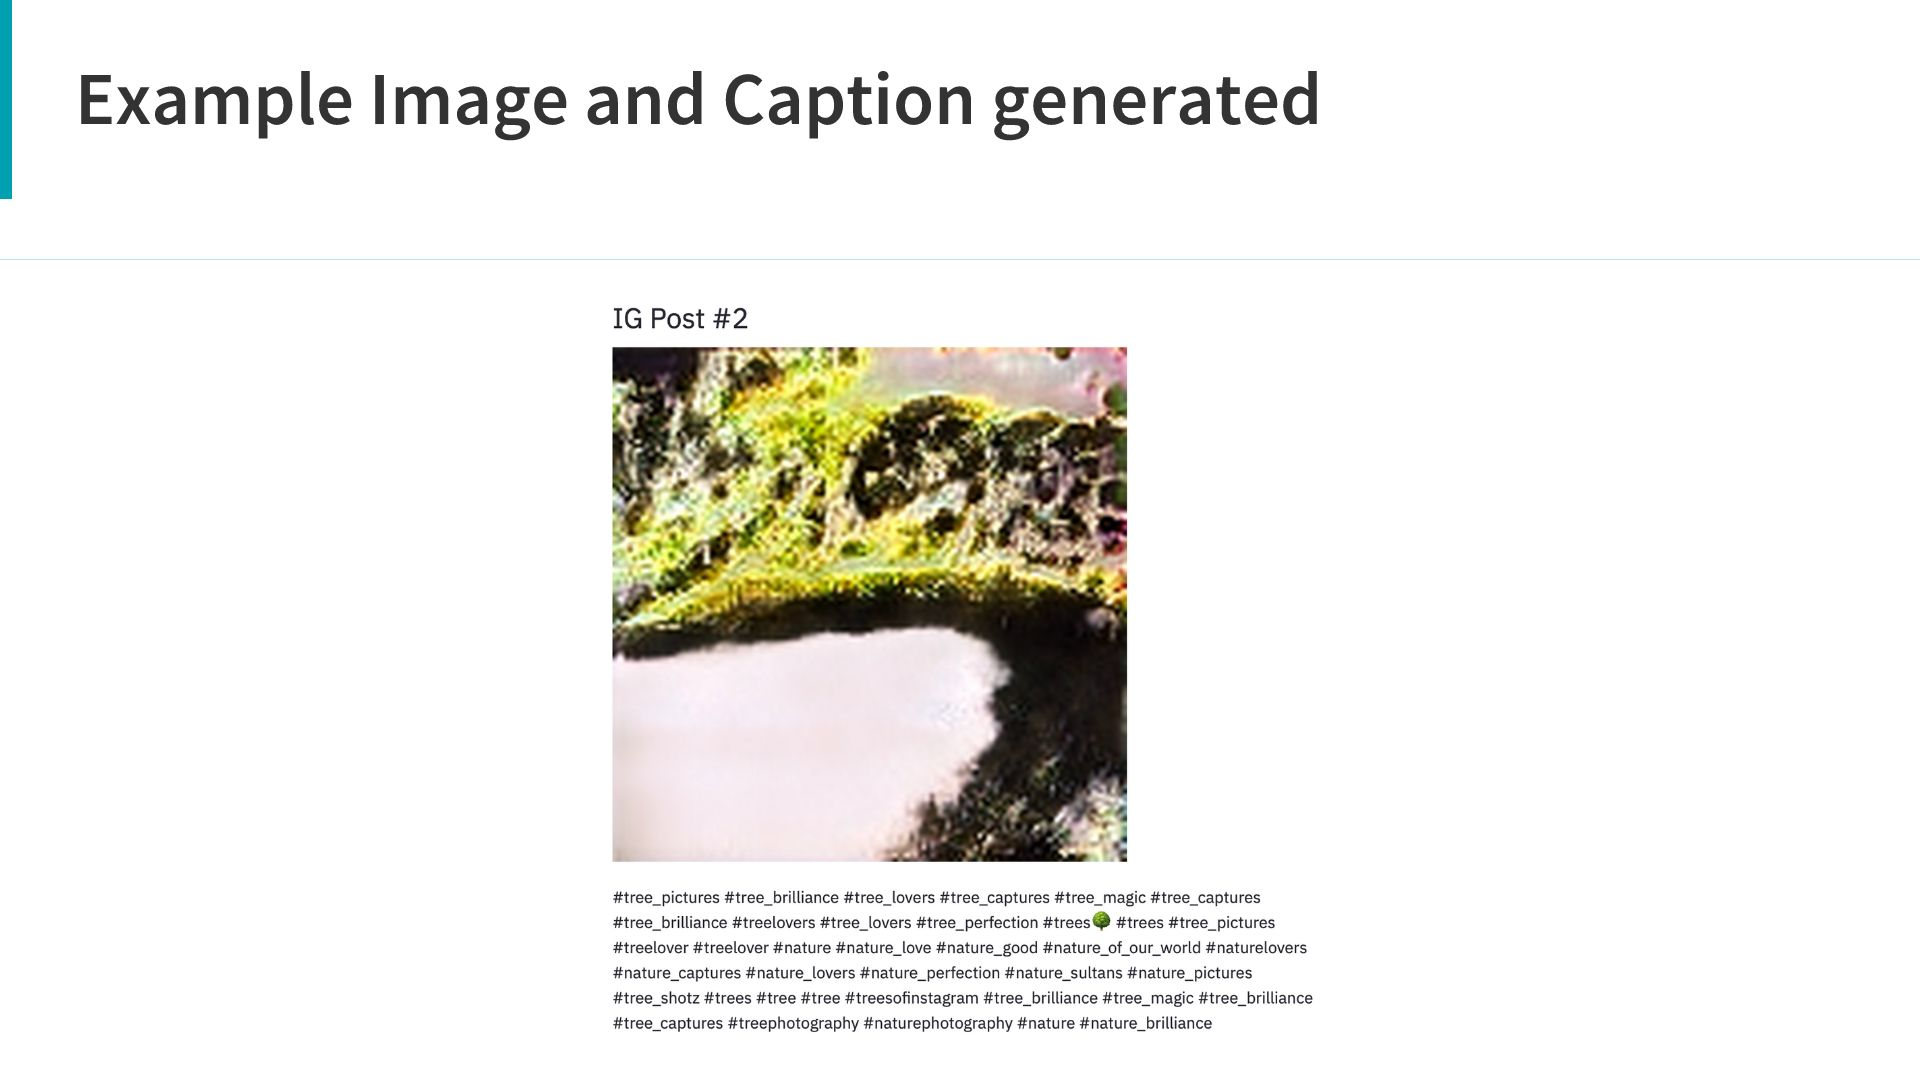 Example Image and Caption generated
IG Post #2
#tree_pictures #tree_brilliance #tree_lovers #tree_captures #tree_magic #tree_captures
#tree_brilliance #treelovers #tree_lovers #tree_perfection #trees🌳 #trees #tree_pictures
#treelover #treelover #nature #nature_love #nature_good #nature_of_our_world #naturelovers
#nature_captures #nature_lovers #nature_perfection #nature_sultans #nature_pictures
#tree_shotz #trees #tree #tree #treesofinstagram #tree_brilliance #tree_magic #tree_brilliance
#tree_captures #treephotography #naturephotography #nature #nature_brilliance